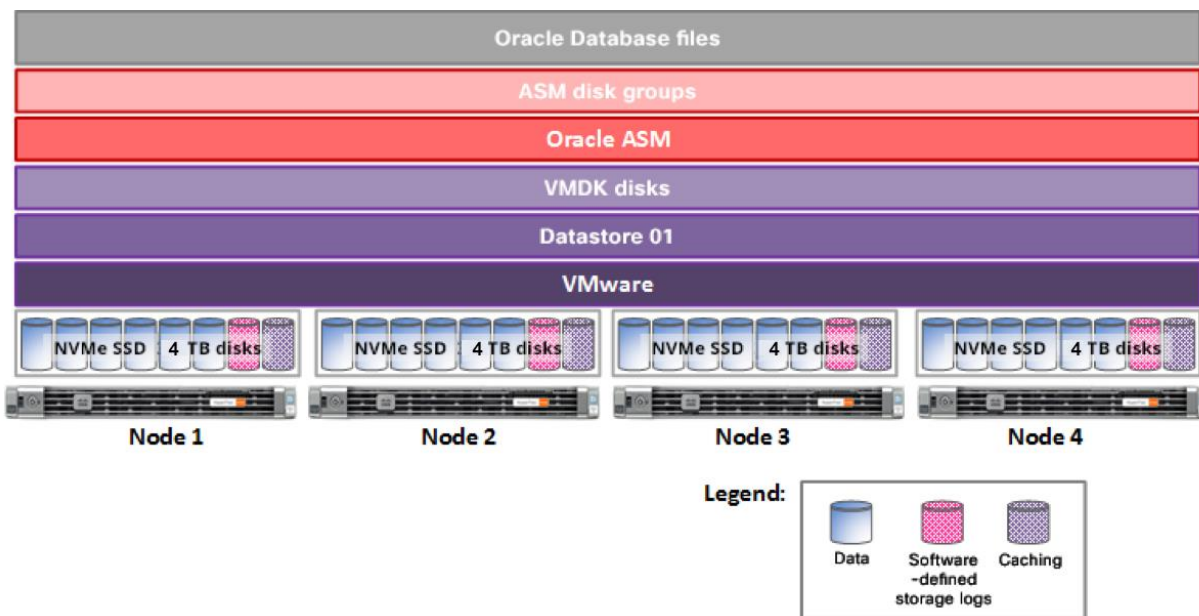 Oracle Database files
ASM disk groups
Oracle ASM
VMDK disks
Datastore 01
VMware
NVMe SSD 4 TB disks
NVMe SSD 4 TB disks
NVMe SSD 4 TB disks
NVMe SSD 4 TB disks
Node 1
Node 2
Node 3
Node 4
Legend:
Data
Software
-defined
storage logs
Caching